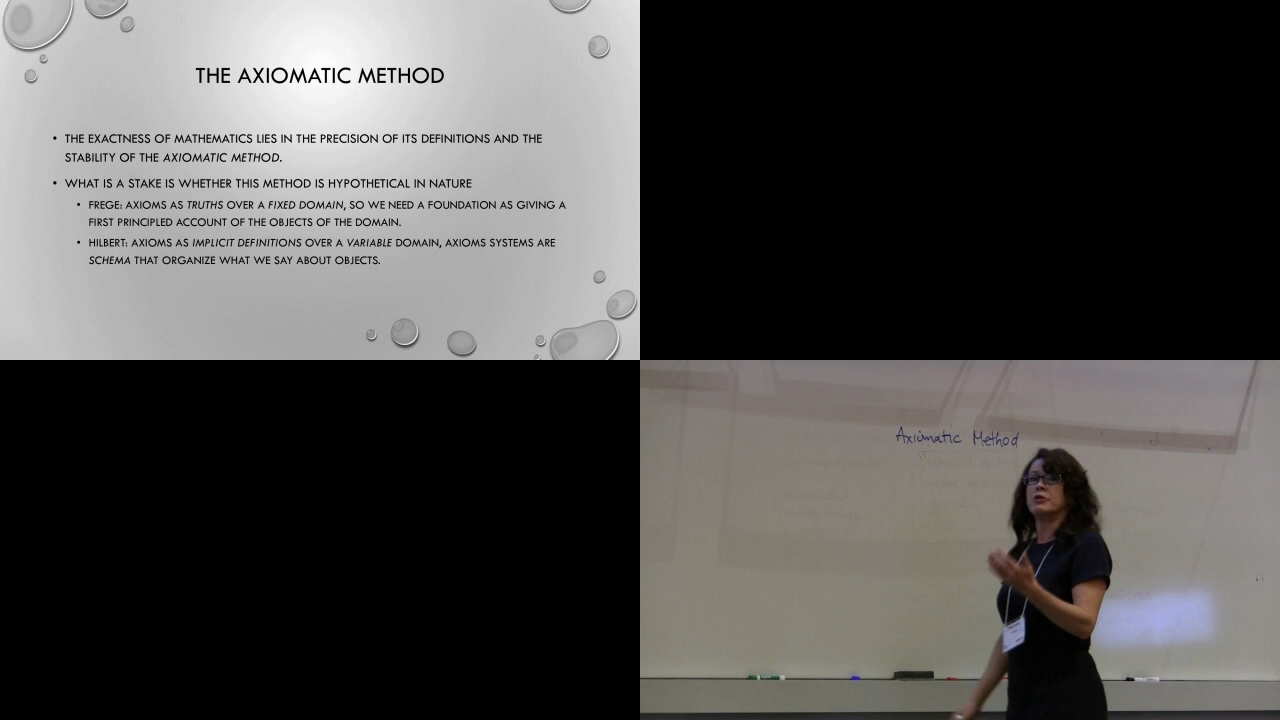 THE AXIOMATIC METHOD
• THE EXACTNESS OF MATHEMATICS LIES IN THE PRECISION OF ITS DEFINITIONS AND THE
STABILITY OF THE AXIOMATIC METHOD.
• WHAT IS A STAKE IS WHETHER THIS METHOD IS HYPOTHETICAL IN NATURE
• FREGE: AXIOMS AS TRUTHS OVER A FIXED DOMAIN, SO WE NEED A FOUNDATION AS GIVING A
FIRST PRINCIPLED ACCOUNT OF THE OBJECTS OF THE DOMAIN.
• HILBERT: AXIOMS AS IMPLICIT DEFINITIONS OVER A VARIABLE DOMAIN, AXIOMS SYSTEMS ARE
SCHEMA THAT ORGANIZE WHAT WE SAY ABOUT OBJECTS.
Axiomatic Method